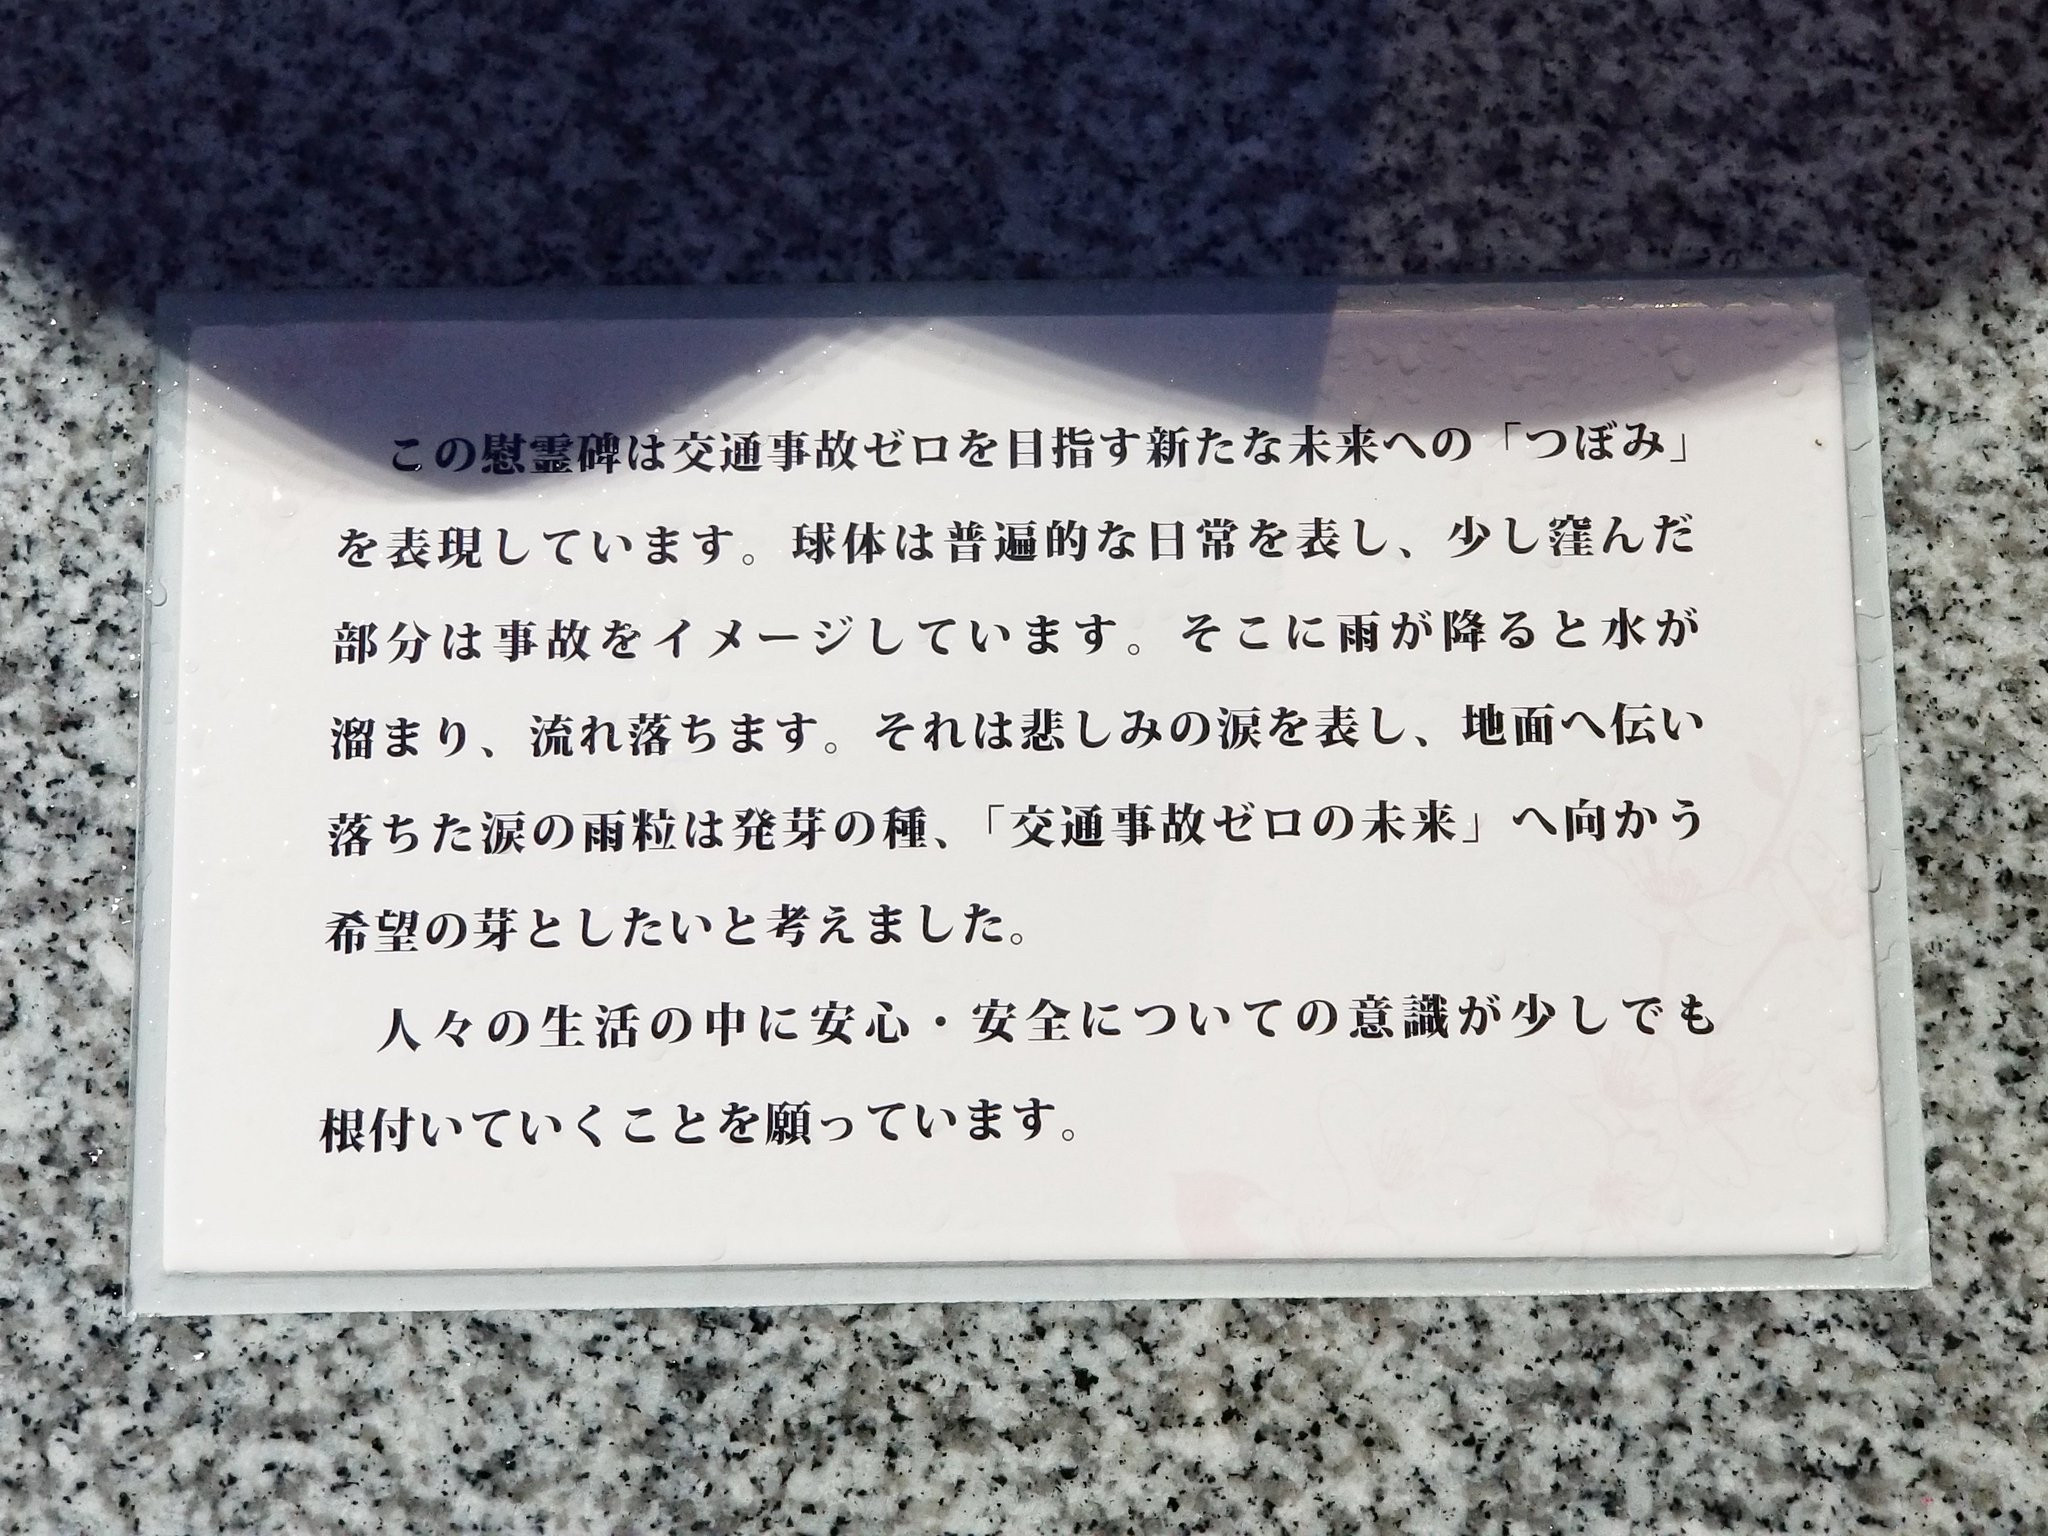 この慰霊碑は交通事故ゼロを目指す新たな未来への「つぼみ」
を表現しています。球体は普遍的な日常を表し、少し窪んだ
部分は事故をイメージしています。そこに雨が降ると水が
溜まり、流れ落ちます。それは悲しみの涙を表し、地面へ伝い
落ちた涙の雨粒は発芽の種、「交通事故ゼロの未来」へ向かう
希望の芽としたいと考えました。
人々の生活の中に安心・安全についての意識が少しでも
根付いていくことを願っています。